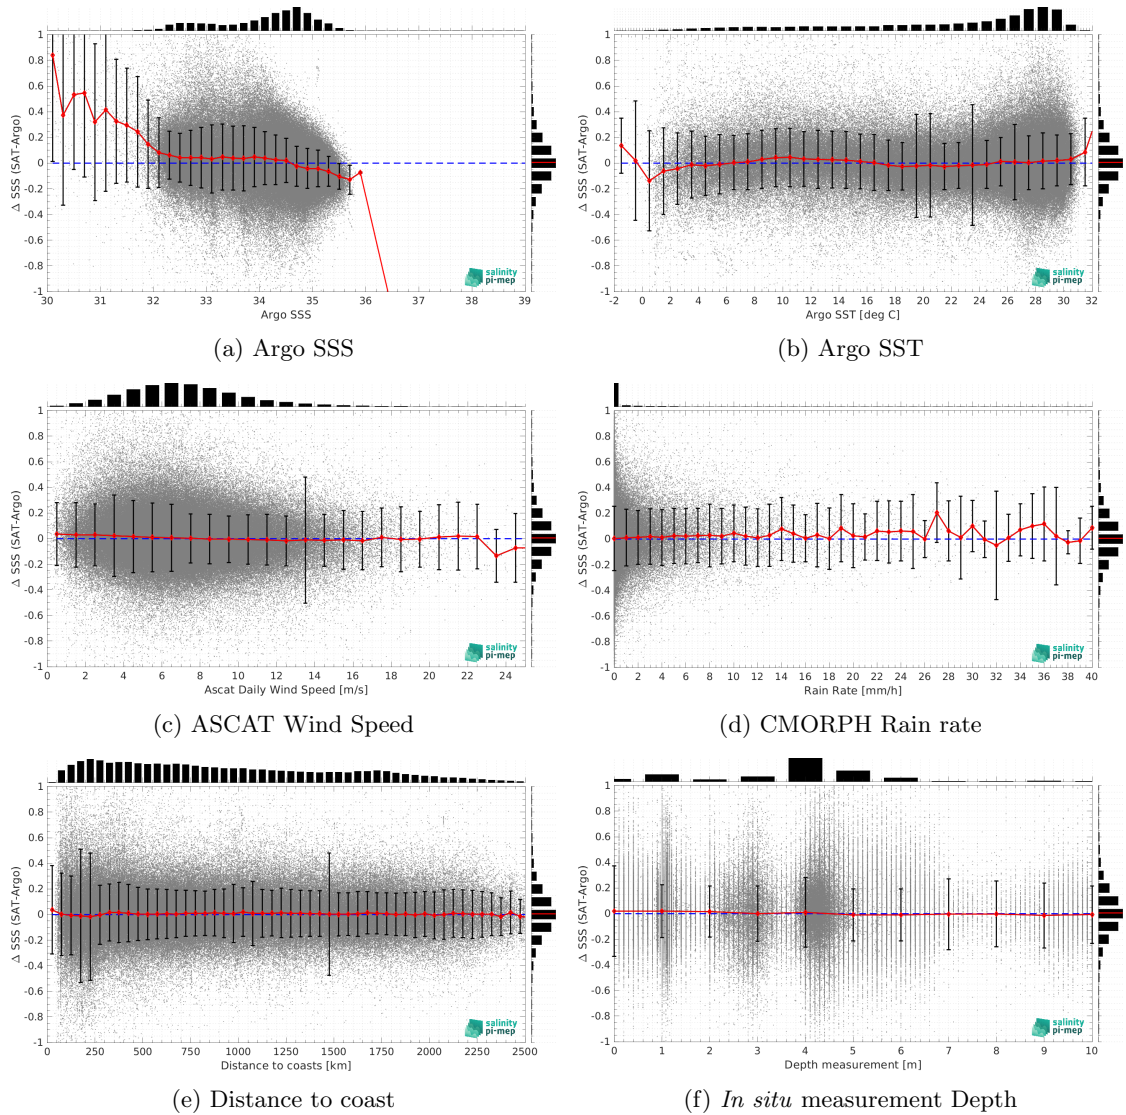 1
0.8
0.6
0.4
0.2
0
-0.2
-0.4
-0.6
-0.8
-1
Δ SSS (SAT-Argo)
30 31 32 33 34 35 36 37 38 39
Argo SSS
salinity
pi-mep
(a) Argo SSS
1
0.8
0.6
0.4
0.2
0
-0.2
-0.4
-0.6
-0.8
-1
Δ SSS (SAT-Argo)
-2 0 2 4 6 8 10 12 14 16 18 20 22 24 26 28 30 32
Argo SST [deg C]
salinity
pi-mep
(b) Argo SST
1
0.8
0.6
0.4
0.2
0
-0.2
-0.4
-0.6
-0.8
-1
Δ SSS (SAT-Argo)
0 2 4 6 8 10 12 14 16 18 20 22 24
Ascat Daily Wind Speed [m/s]
salinity
pi-mep
(c) ASCAT Wind Speed
1
0.8
0.6
0.4
0.2
0
-0.2
-0.4
-0.6
-0.8
-1
Δ SSS (SAT-Argo)
0 2 4 6 8 10 12 14 16 18 20 22 24 26 28 30 32 34 36 38 40
Rain Rate [mm/h]
salinity
pi-mep
(d) CMORPH Rain rate
1
0.8
0.6
0.4
0.2
0
-0.2
-0.4
-0.6
-0.8
-1
Δ SSS (SAT-Argo)
0 250 500 750 1000 1250 1500 1750 2000 2250 2500
Distance to coasts [km]
salinity
pi-mep
(e) Distance to coast
1
0.8
0.6
0.4
0.2
0
-0.2
-0.4
-0.6
-0.8
-1
Δ SSS (SAT-Argo)
0 1 2 3 4 5 6 7 8 9 10
Depth measurement [m]
salinity
pi-mep
(f) In situ measurement Depth